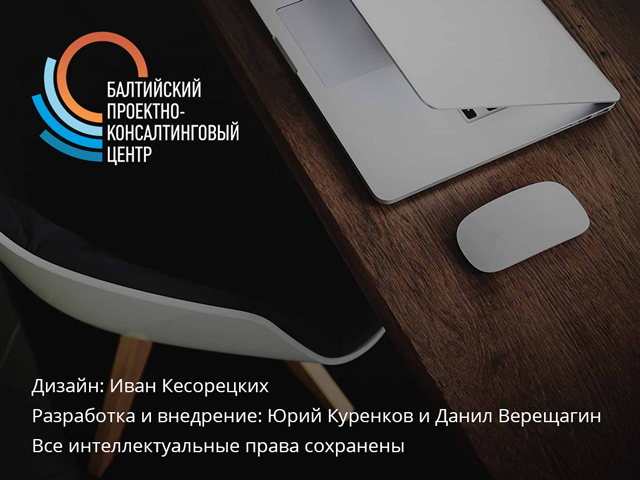 БАЛТИЙСКИЙ
ПРОЕКТНО-
КОНСАЛТИНГОВЫЙ
ЦЕНТР
Дизайн: Иван Кесорецких
Разработка и внедрение: Юрий Куренков и Данил Верещагин
Все интеллектуальные права сохранены